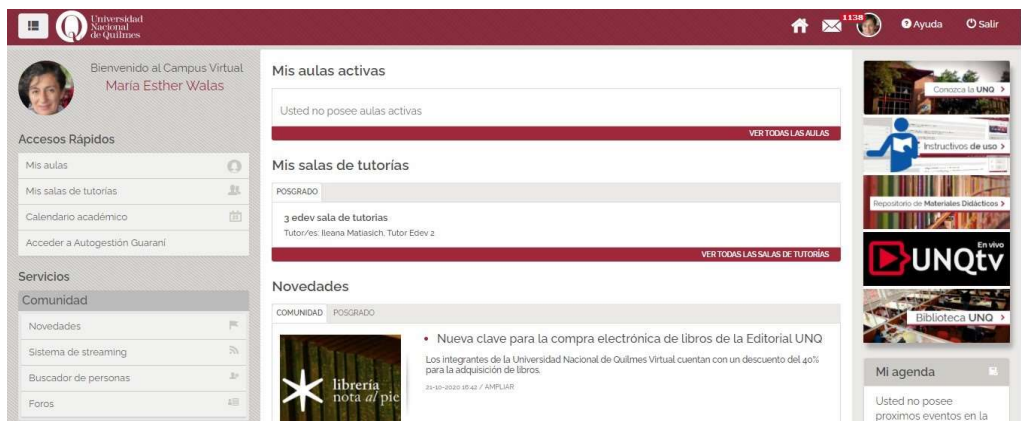 Universidad
Nacional
de Quilmes
1138
Ayuda
Salir
Bienvenido al Campus Virtual
María Esther Walas
Accesos Rápidos
Mis aulas
Mis salas de tutorías
Calendario académico
Acceder a Autogestión Guaraní
Servicios
Comunidad
Novedades
Sistema de streaming
Buscador de personas
Foros
Mis aulas activas
Usted no posee aulas activas
VER TODAS LAS AULAS
Mis salas de tutorías
POSGRADO
3 edev sala de tutorias
Tutor/es: Ileana Matiasich, Tutor Edev 2
VER TODAS LAS SALAS DE TUTORÍAS
Novedades
COMUNIDAD POSGRADO
librería
nota al pie
Nueva clave para la compra electrónica de libros de la Editorial UNQ
Los integrantes de la Universidad Nacional de Quilmes Virtual cuentan con un descuento del 40%
para la adquisición de libros.
21-10-2020 16:42 / AMPLIAR
Conozca la UNQ >
Instructivos de uso >
Repositorio de Materiales Didácticos >
En vivo
UNQtv
Biblioteca UNQ >
Mi agenda
Usted no posee
proximos eventos en la